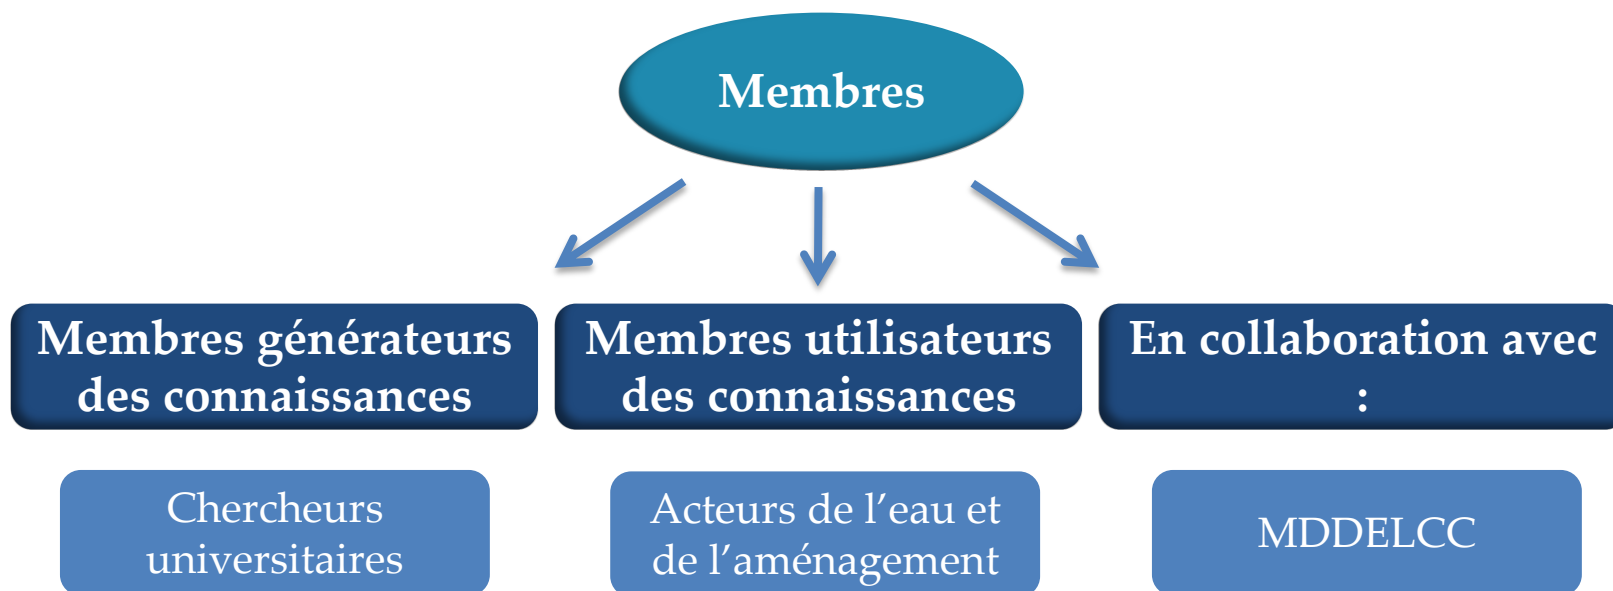 Membres
Membres générateurs
des connaissances
Membres utilisateurs
des connaissances
En collaboration avec
:
Chercheurs
universitaires
Acteurs de l’eau et
de l’aménagement
MDDELCC